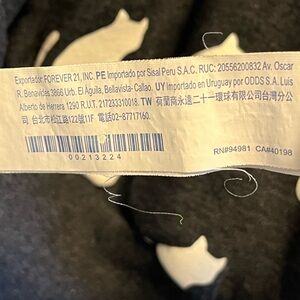 Exportador: FOREVER 21, INC. PE Importado por Sisal Peru S.A.C. RUC: 20556200832 Av. Oscar
R. Benavides 3866 Urb. El Águila, Bellavista- Callao. UY Importado en Uruguay por ODDS S.A. Luis
Alberto de Herrera 1290 R.U.T. 217233310018. TW 荷蘭商永遠二十一環球有限公司台灣分公
司 台北市松江路122號11F 電話02-87717160.
00213224
RN#94981 CA#40198